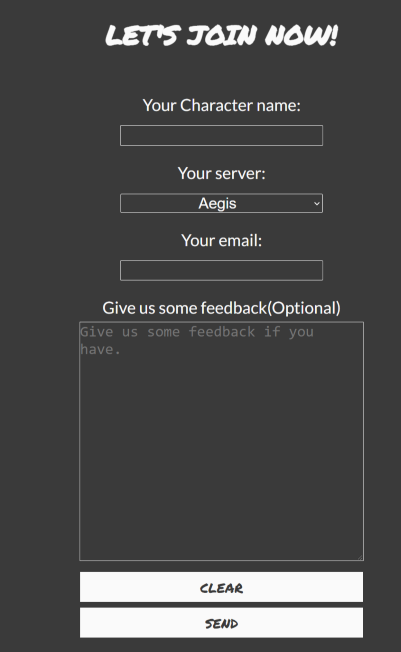 LET'S JOIN NOW!
Your Character name:
Your server:
Aegis
Your email:
Give us some feedback(Optional)
Give us some feedback if you
have.
CLEAR
SEND